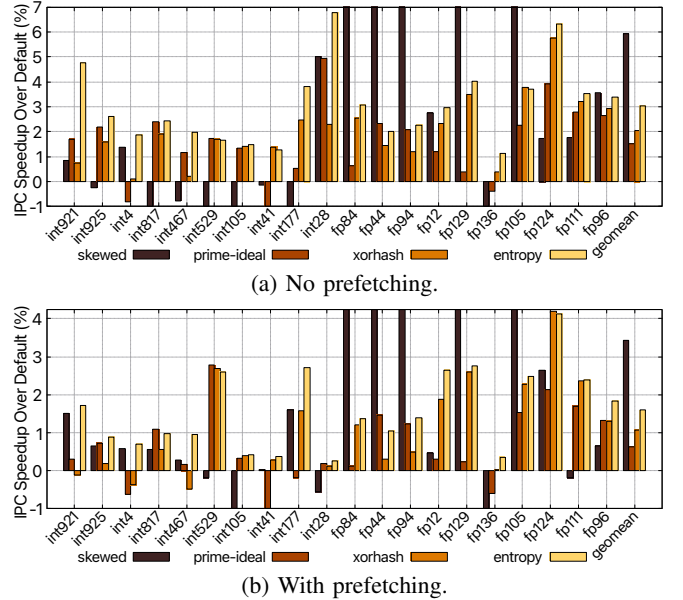 IPC Speedup Over Default (%)
7
6
5
4
3
2
1
0
-1
int921 int925 int4 int817 int467 int529 int105 int41 int177 int28 fp84 fp44 fp94 fp12 fp129 fp136 fp105 fp124 fp111 fp96 geomean
skewed prime-ideal xorhash entropy
(a) No prefetching.
IPC Speedup Over Default (%)
4
3
2
1
0
-1
int921 int925 int4 int817 int467 int529 int105 int41 int177 int28 fp84 fp44 fp94 fp12 fp129 fp136 fp105 fp124 fp111 fp96 geomean
skewed prime-ideal xorhash entropy
(b) With prefetching.